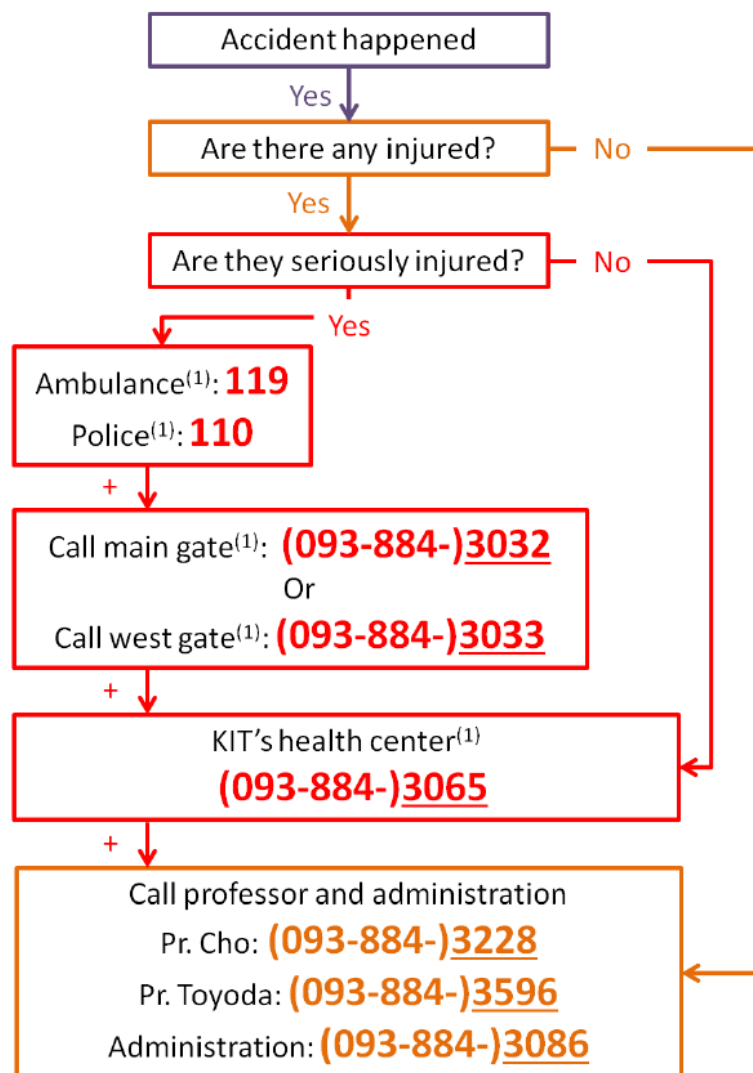 Accident happened
Yes
Are there any injured?
No
Yes
Are they seriously injured?
No
Yes
Ambulance⁽¹⁾: 119
Police⁽¹⁾: 110
+
Call main gate⁽¹⁾: (093-884-)3032
Or
Call west gate⁽¹⁾: (093-884-)3033
+
KIT's health center⁽¹⁾
(093-884-)3065
+
Call professor and administration
Pr. Cho: (093-884-)3228
Pr. Toyoda: (093-884-)3596
Administration: (093-884-)3086